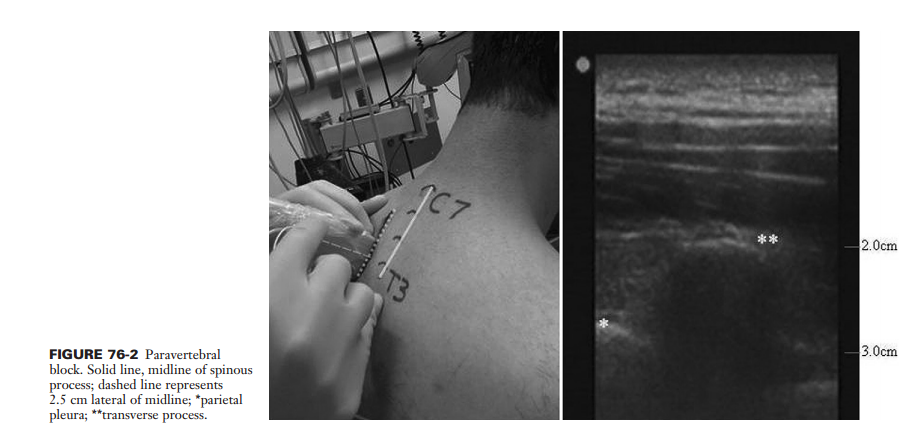 C7
T3
**
2.0cm
*
3.0cm
FIGURE 76-2 Paravertebral
block. Solid line, midline of spinous
process; dashed line represents
2.5 cm lateral of midline; *parietal
pleura; **transverse process.